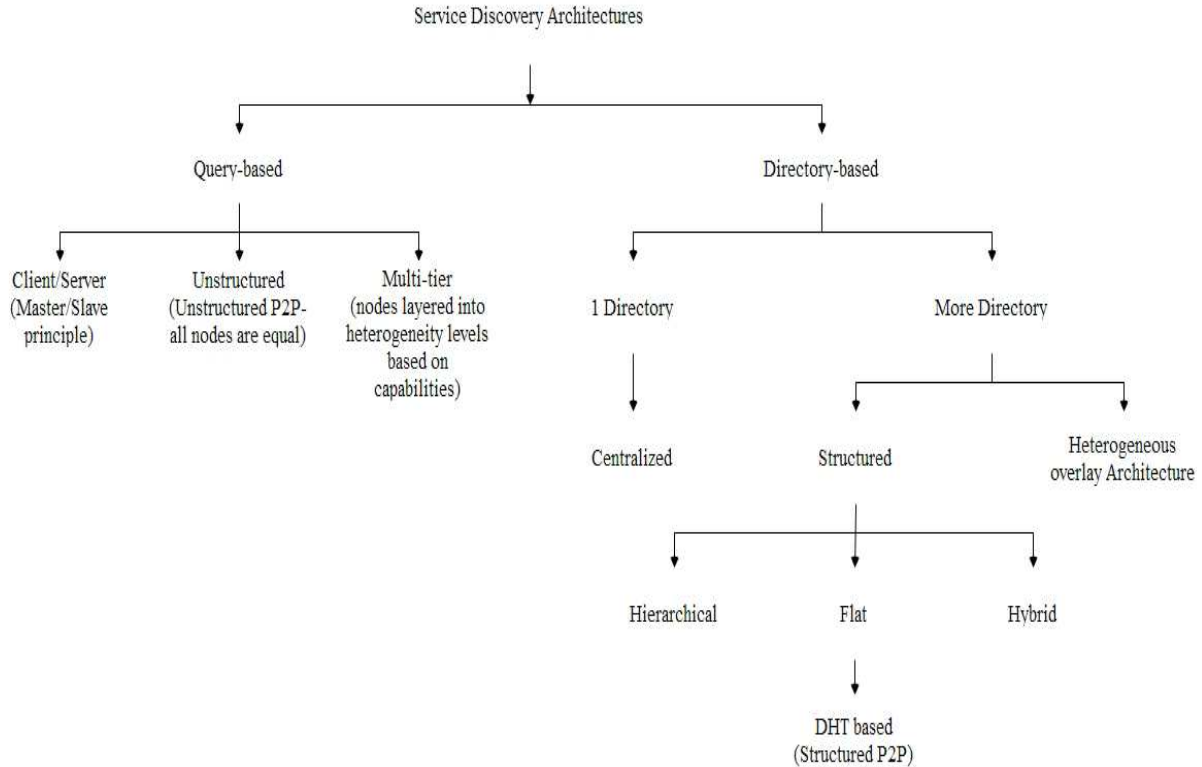 Service Discovery Architectures
Query-based
Directory-based
Client/Server
(Master/Slave
principle)
Unstructured
(Unstructured P2P-
all nodes are equal)
Multi-tier
(nodes layered into
heterogeneity levels
based on
capabilities)
1 Directory
More Directory
Centralized
Structured
Heterogeneous
overlay Architecture
Hierarchical
Flat
Hybrid
DHT based
(Structured P2P)